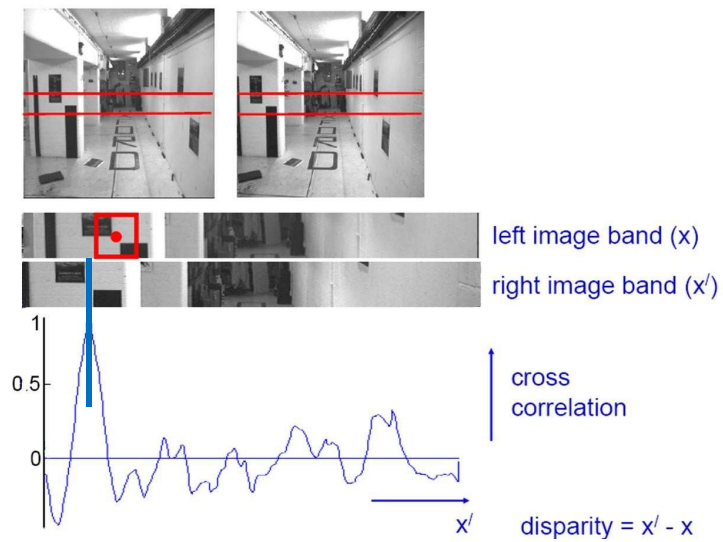 left image band (x)
right image band (x/)
1
0.5
0
cross
correlation
x/
disparity = x/ - x